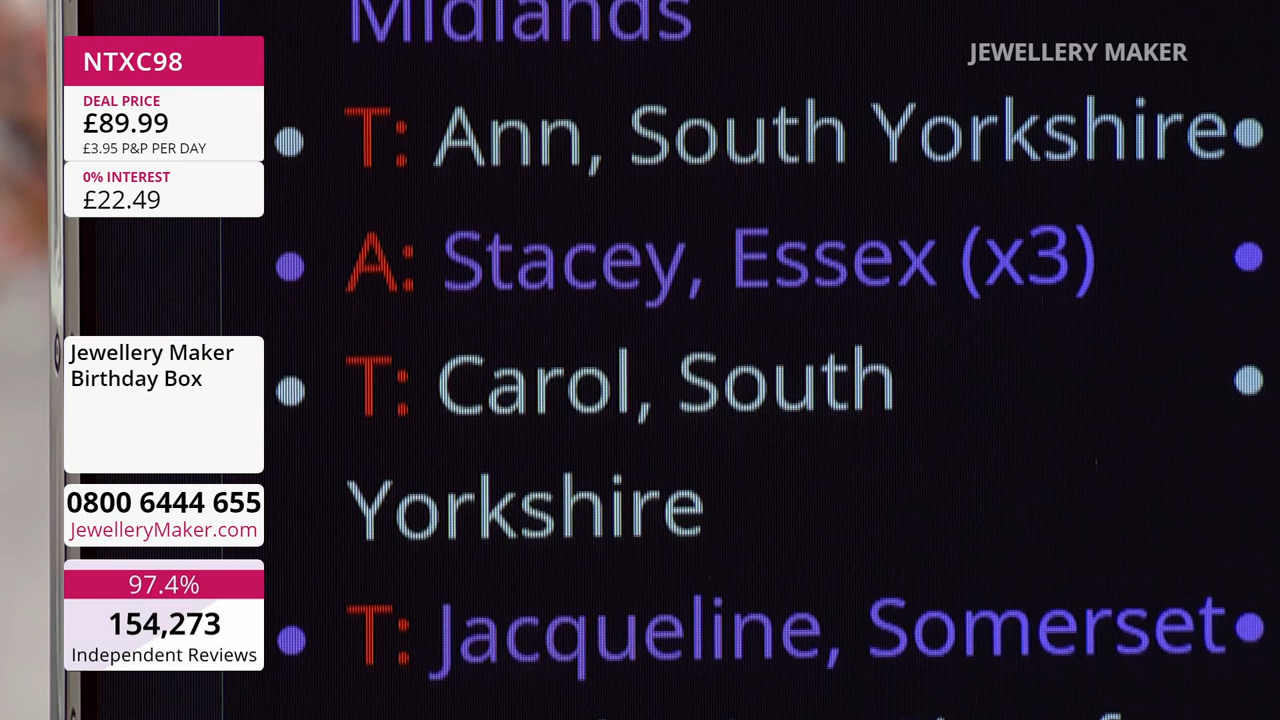 Midlands
T: Ann, South Yorkshire
A: Stacey, Essex (x3)
T: Carol, South
Yorkshire
T: Jacqueline, Somerset
JEWELLERY MAKER
NTXC98
DEAL PRICE
£89.99
£3.95 P&P PER DAY
0% INTEREST
£22.49
Jewellery Maker
Birthday Box
0800 6444 655
JewelleryMaker.com
97.4%
154,273
Independent Reviews